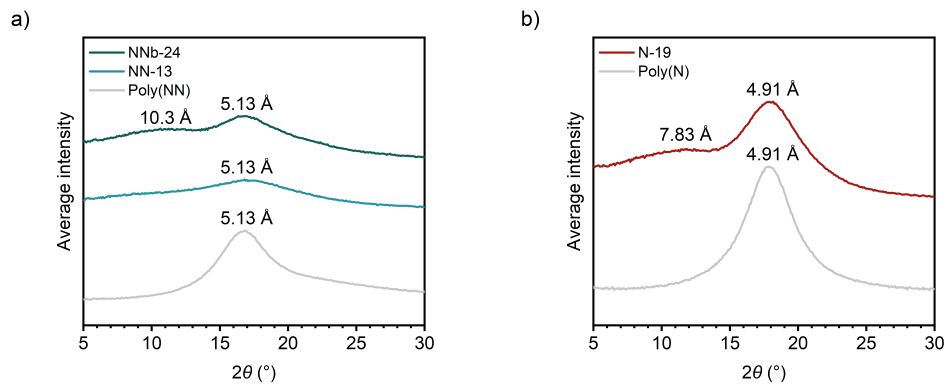 a)
NNb-24
NN-13
Poly(NN)
10.3 Å
5.13 Å
5.13 Å
5.13 Å
Average intensity
5 10 15 20 25 30
2θ (°)
b)
N-19
Poly(N)
7.83 Å
4.91 Å
4.91 Å
Average intensity
5 10 15 20 25 30
2θ (°)